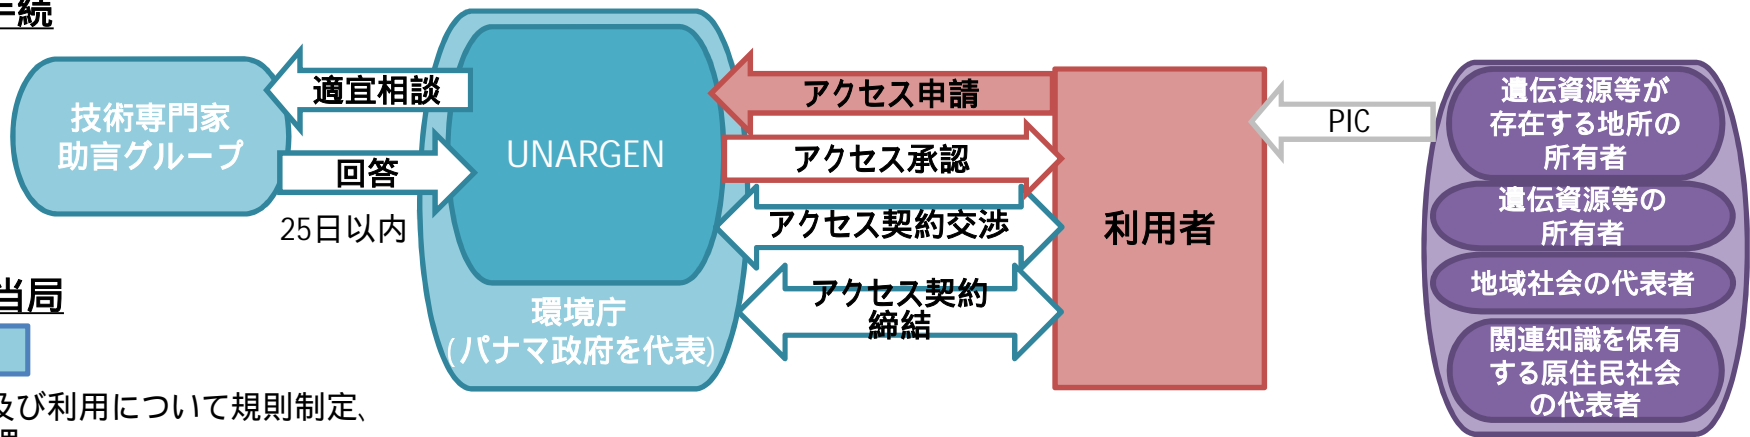 手続
適宜相談
技術専門家
助言グループ
回答
25日以内
UNARGEN
環境庁
(パナマ政府を代表)
アクセス申請
アクセス承認
アクセス契約交渉
アクセス契約
締結
利用者
PIC
遺伝資源等が
存在する地所の
所有者
遺伝資源等の
所有者
地域社会の代表者
関連知識を保有
する原住民社会
の代表者
当局
及び利用について規則制定、